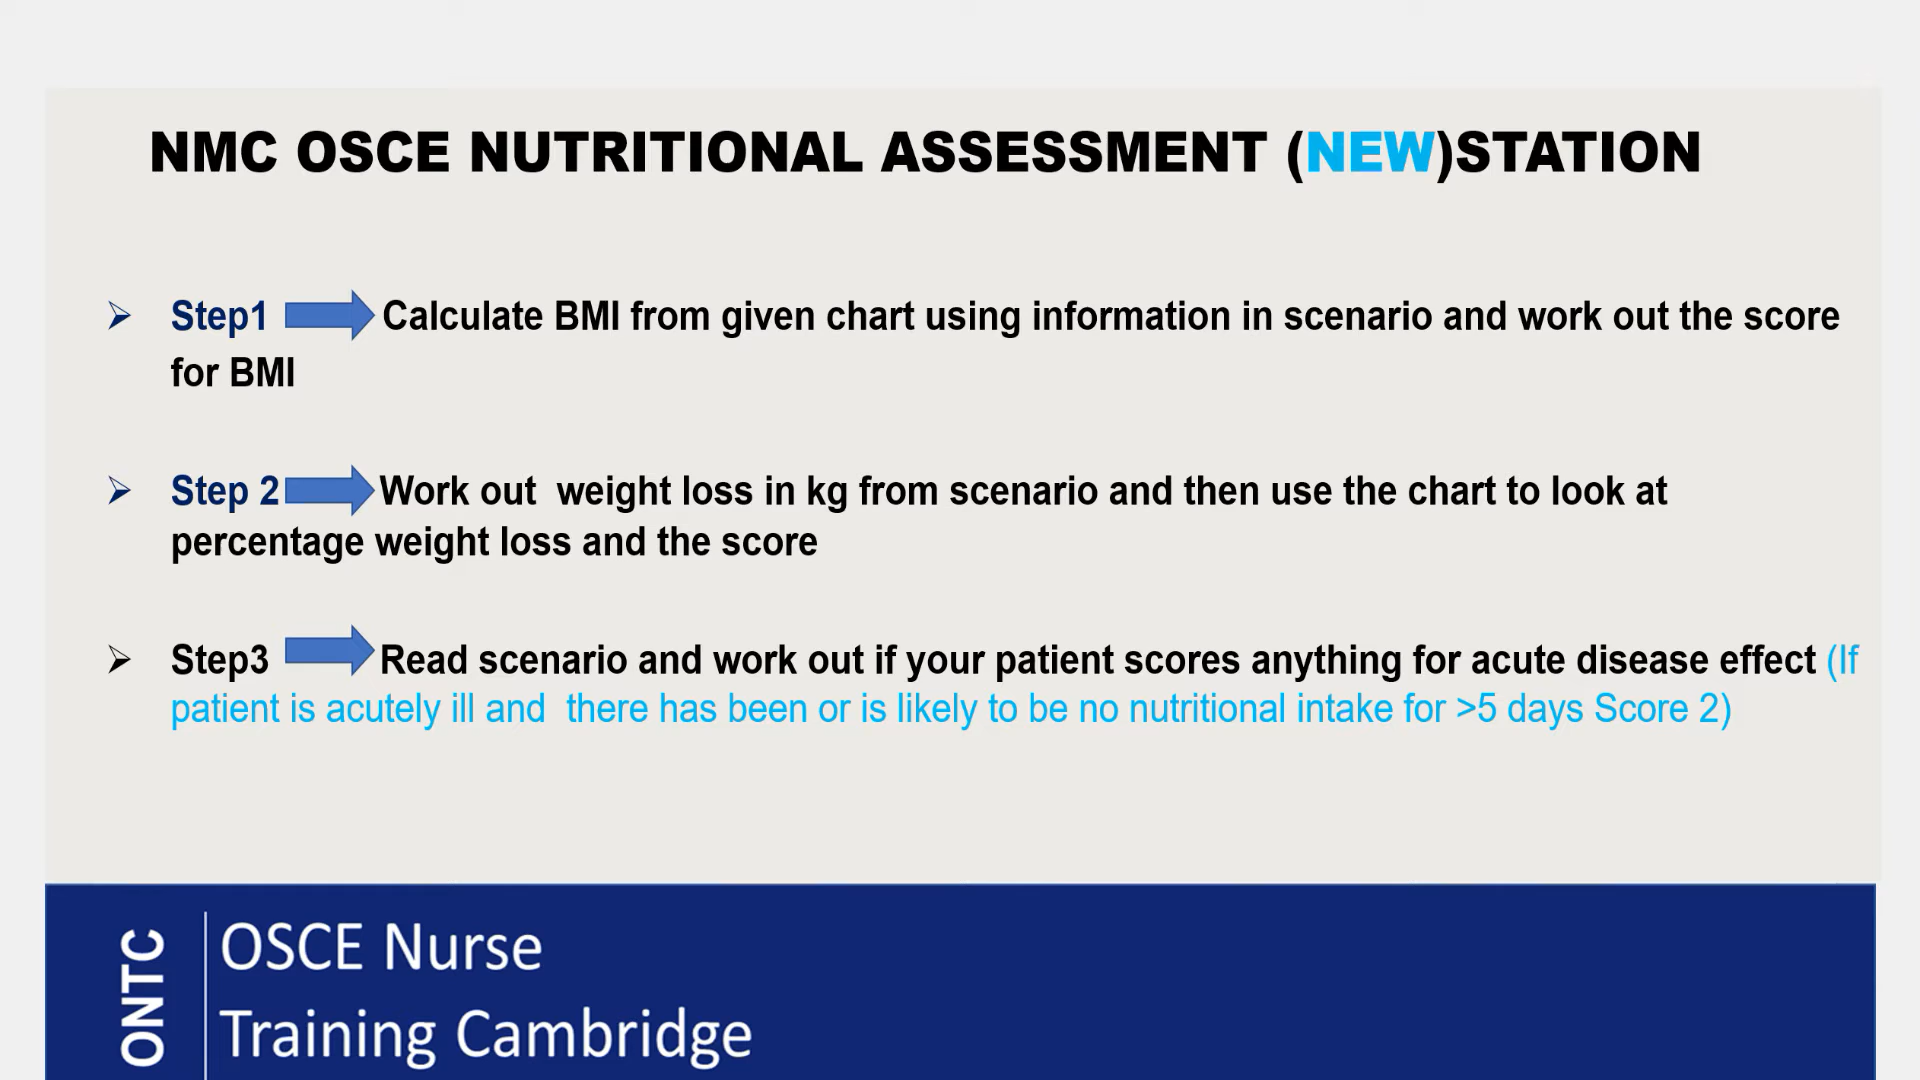 NMC OSCE NUTRITIONAL ASSESSMENT (NEW)STATION
Step1 Calculate BMI from given chart using information in scenario and work out the score
for BMI
Step 2 Work out weight loss in kg from scenario and then use the chart to look at
percentage weight loss and the score
Step3 Read scenario and work out if your patient scores anything for acute disease effect (If
patient is acutely ill and there has been or is likely to be no nutritional intake for >5 days Score 2)
ONTC
OSCE Nurse
Training Cambridge